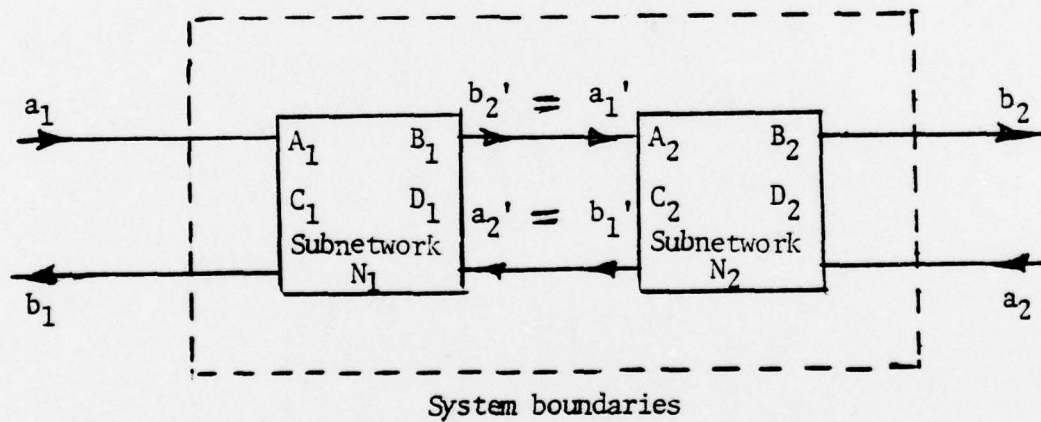 b2' = a1'
a1
b2
A1 B1
A2 B2
C1 D1
a2' = b1'
C2 D2
Subnetwork
N1
Subnetwork
N2
b1
a2
System boundaries